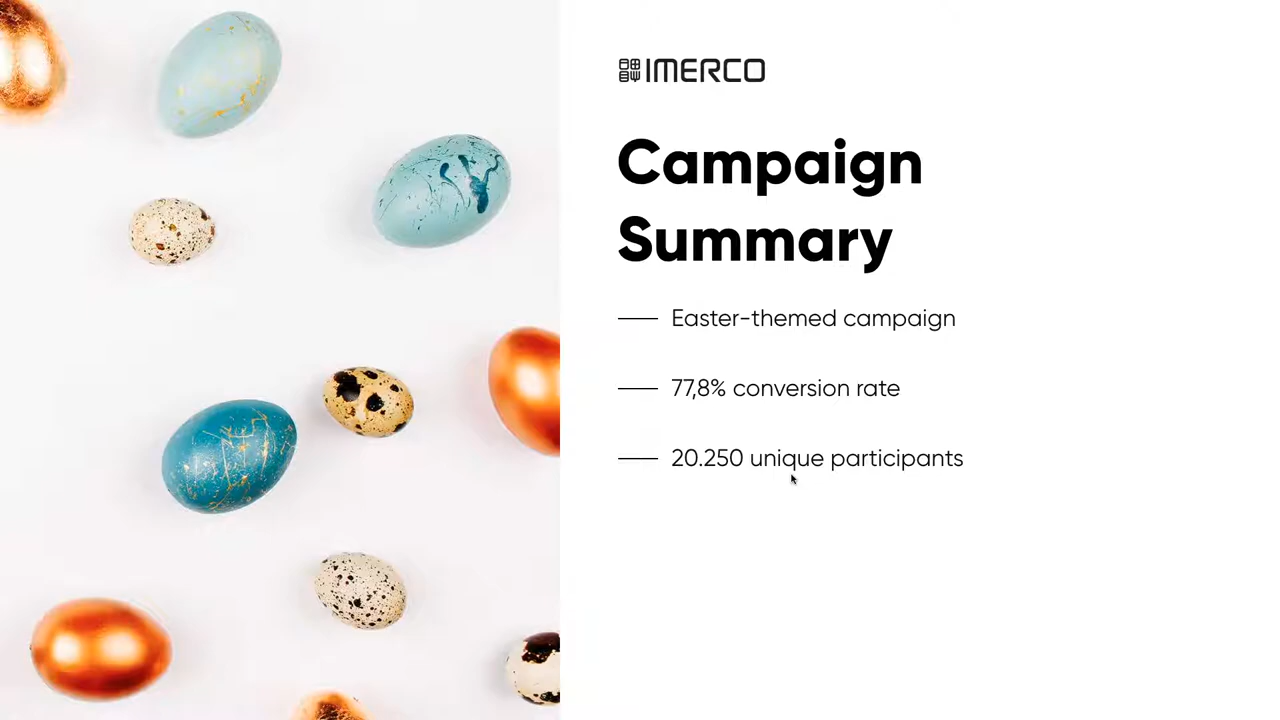 IMERCO
Campaign
Summary
Easter-themed campaign
77,8% conversion rate
20.250 unique participants